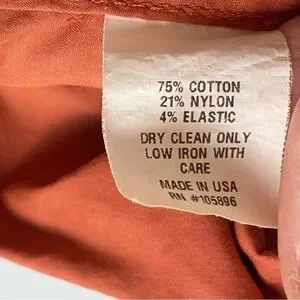 75% COTTON
21% NYLON
4% ELASTIC
DRY CLEAN ONLY
LOW IRON WITH
CARE
MADE IN USA
RN #105896